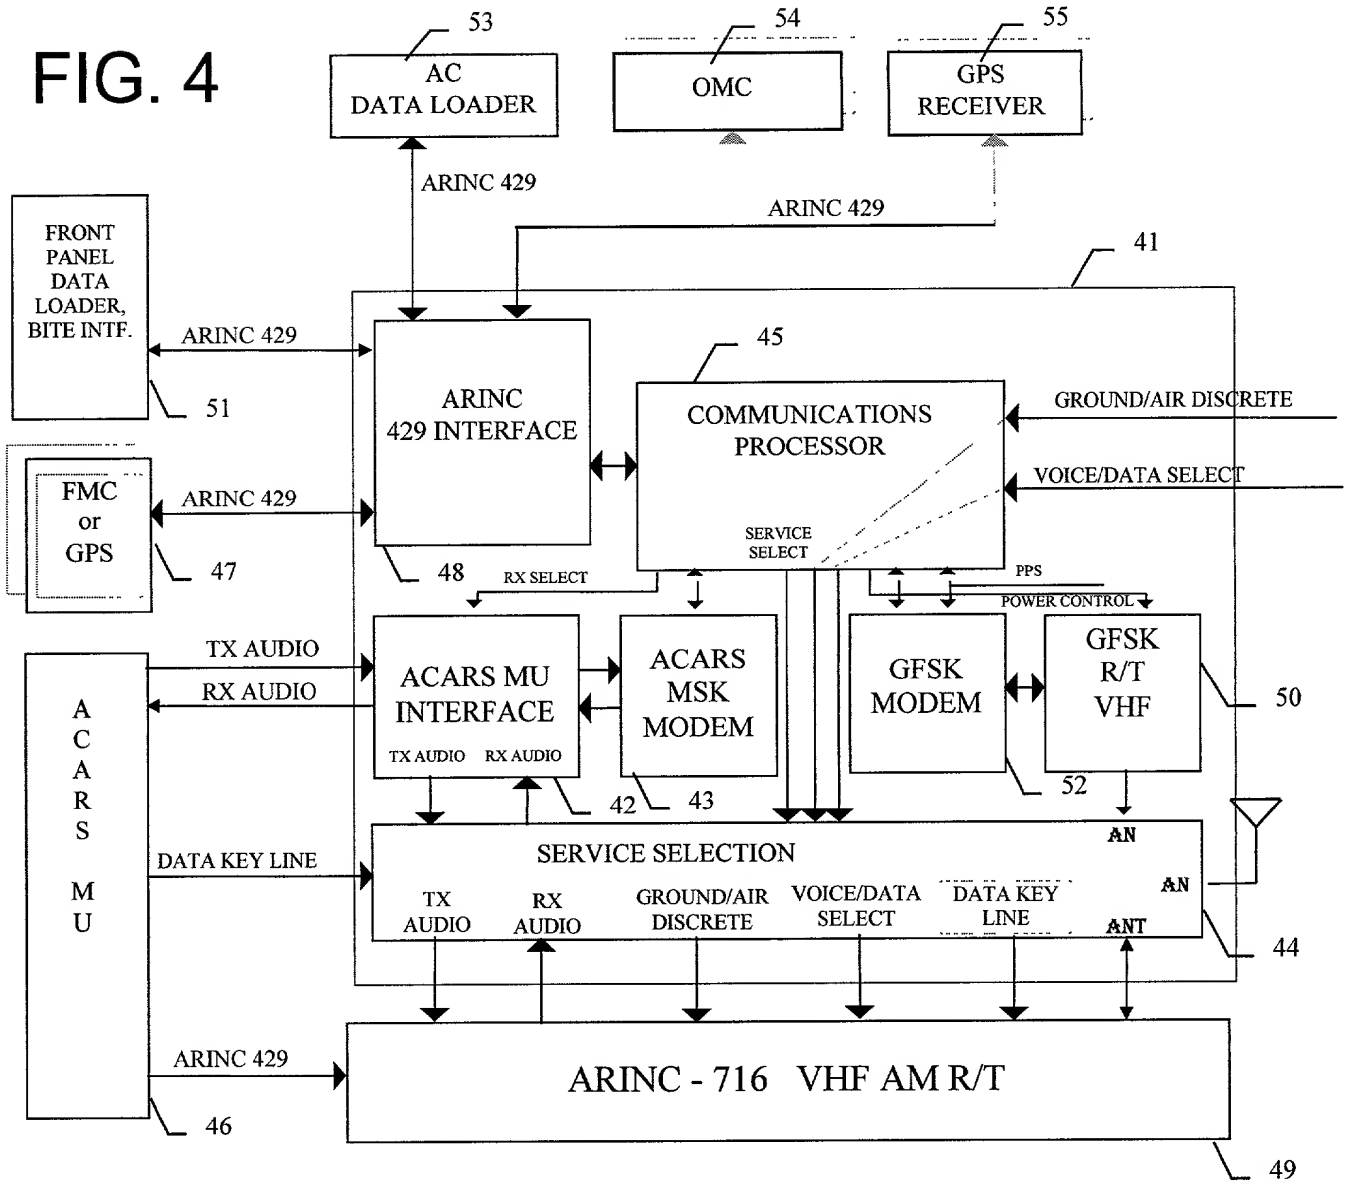 FIG. 4
53
54
55
AC
DATA LOADER
OMC
GPS
RECEIVER
ARINC 429
ARINC 429
41
FRONT
PANEL
DATA
LOADER,
BITE INTF.
ARINC 429
51
45
ARINC
429 INTERFACE
COMMUNICATIONS
PROCESSOR
GROUND/AIR DISCRETE
VOICE/DATA SELECT
FMC
or
GPS
ARINC 429
47
48
SERVICE
SELECT
RX SELECT
PPS
POWER CONTROL
TX AUDIO
RX AUDIO
ACARS MU
INTERFACE
TX AUDIO
RX AUDIO
ACARS
MSK
MODEM
GFSK
MODEM
GFSK
R/T
VHF
50
42
43
52
A
C
A
R
S
M
U
DATA KEY LINE
SERVICE SELECTION
AN
AN
TX
AUDIO
RX
AUDIO
GROUND/AIR
DISCRETE
VOICE/DATA
SELECT
DATA KEY
LINE
ANT
44
ARINC 429
ARINC - 716 VHF AM R/T
46
49